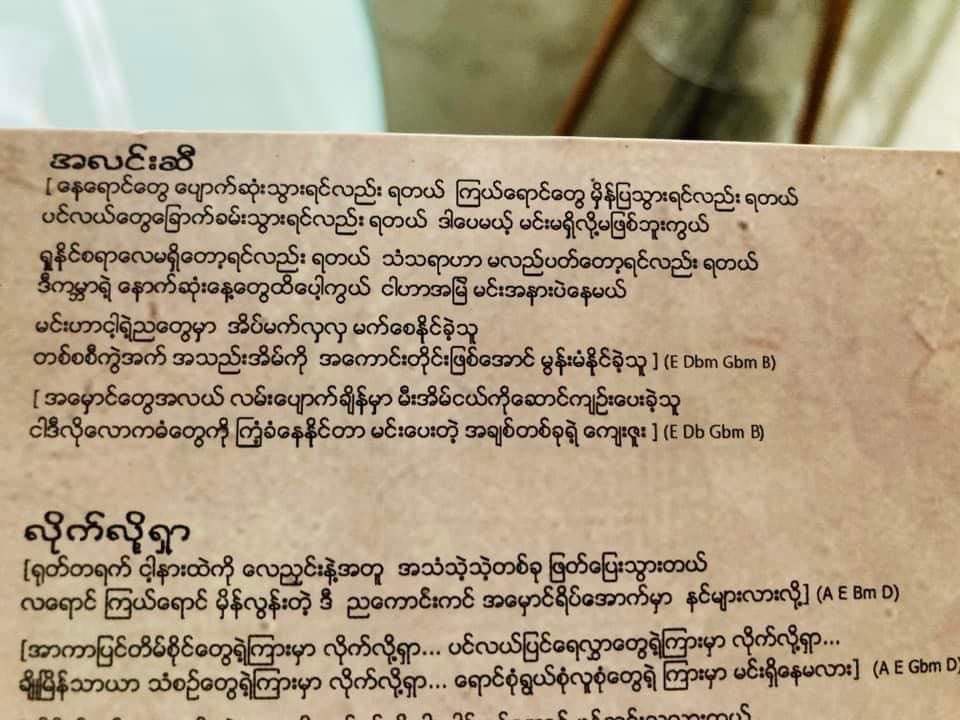 အလင်းဆီ
[ နေရောင်တွေ ပျောက်ဆုံးသွားရင်လည်း ရတယ် ကြယ်ရောင်တွေ မှိန်ပြသွားရင်လည်း ရတယ်
ပင်လယ်တွေခြောက်ခမ်းသွားရင်လည်း ရတယ် ဒါပေမယ့် မင်းမရှိလို့မဖြစ်ဘူးကွယ်
ရှူနိုင်စရာလေမရှိတော့ရင်လည်း ရတယ် သံသရာဟာ မလည်ပတ်တော့ရင်လည်း ရတယ်
ဒီကမ္ဘာရဲ့ နောက်ဆုံးနေ့တွေထိပေါ့ကွယ် ငါဟာအမြဲ မင်းအနားပဲနေမယ်
မင်းဟာငါ့ရဲ့ညတွေမှာ အိပ်မက်လှလှ မက်စေနိုင်ခဲ့သူ
တစ်စစီကွဲအက် အသည်းအိမ်ကို အကောင်းတိုင်းဖြစ်အောင် မွန်းမံနိုင်ခဲ့သူ ] (E Dbm Gbm B)
[ အမှောင်တွေအလယ် လမ်းပျောက်ချိန်မှာ မီးအိမ်ငယ်ကိုဆောင်ကျဉ်းပေးခဲ့သူ
ငါဒီလိုလောကဓံတွေကို ကြံ့ခံနေနိုင်တာ မင်းပေးတဲ့ အချစ်တစ်ခုရဲ့ ကျေးဇူး ] (E Db Gbm B)
လိုက်လို့ရှာ
[ရုတ်တရက် ငါ့နားထဲကို လေညှင်းနဲ့အတူ အသံသဲ့သဲ့တစ်ခု ဖြတ်ပြေးသွားတယ်
လရောင် ကြယ်ရောင် မှိန်လွန်းတဲ့ ဒီ ညကောင်းကင် အမှောင်ရိပ်အောက်မှာ နင်များလားလို့] (A E Bm D)
[အာကာပြင်တိမ်စိုင်တွေရဲ့ကြားမှာ လိုက်လို့ရှာ... ပင်လယ်ပြင်ရေလွှာတွေရဲ့ကြားမှာ လိုက်လို့ရှာ...
ချိုမြိန်သာယာ သံစဉ်တွေရဲ့ကြားမှာ လိုက်လို့ရှာ... ရောင်စုံရွယ်စုံလူစုံတွေရဲ့ ကြားမှာ မင်းရှိနေမလား] (A E Gbm D)